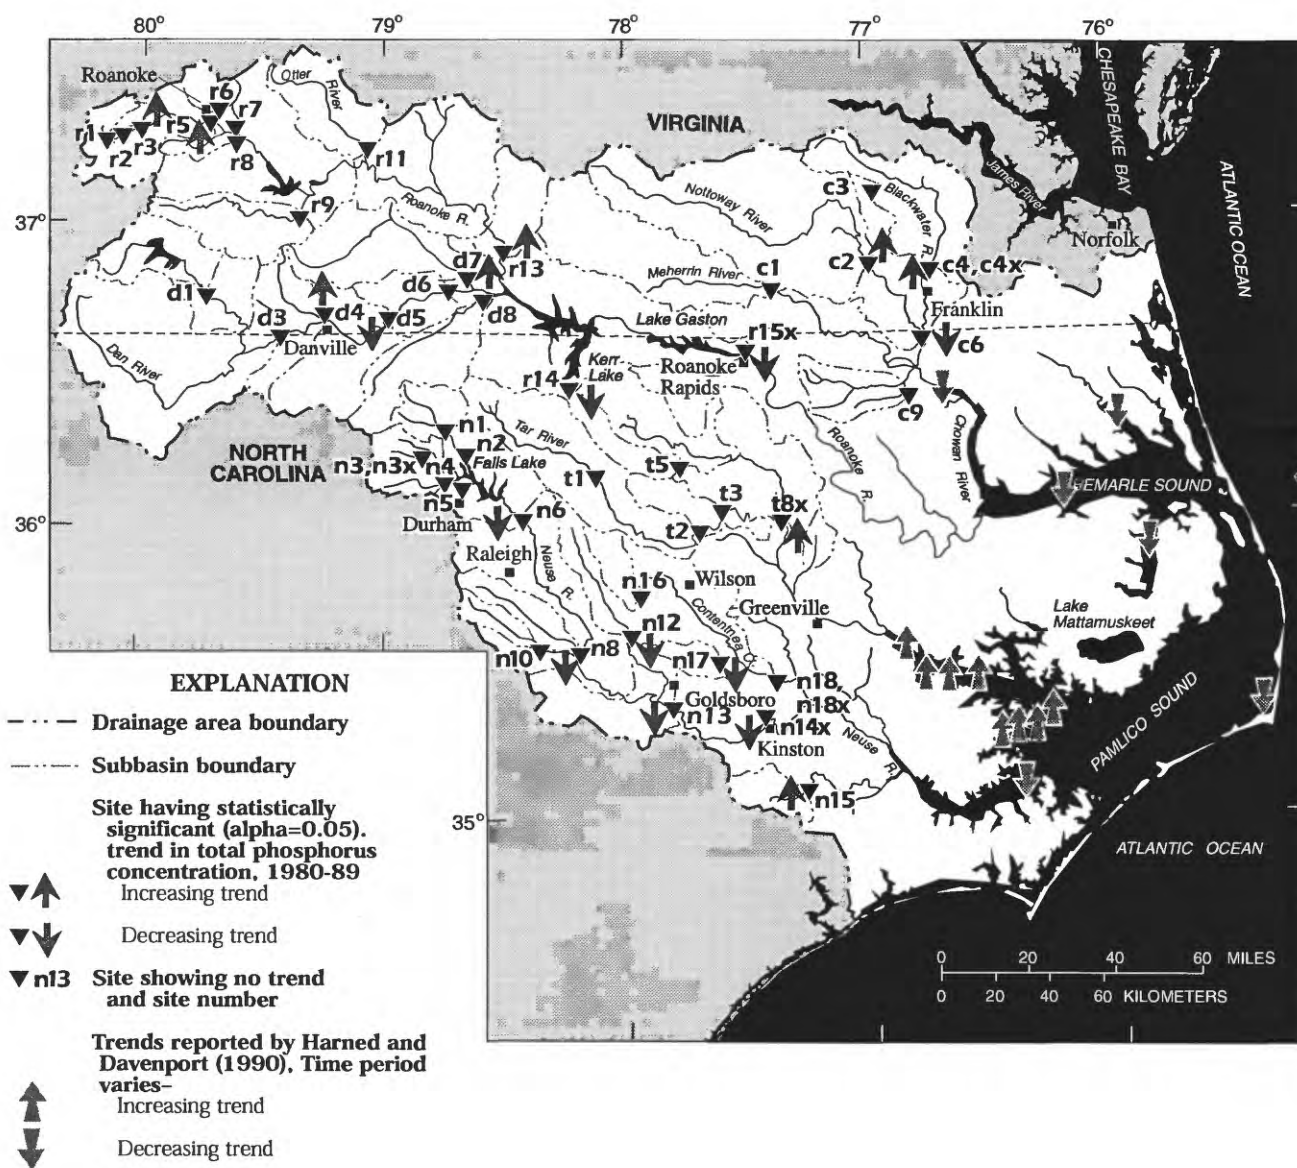 80° 79° 78° 77° 76°
Roanoke
Otter River
r6
r7
r5
r1
r2
r3
r8
r11
r9
VIRGINIA
CHESAPEAKE BAY
James River
ATLANTIC OCEAN
Norfolk
37°
Roanoke R.
Nottoway River
Blackwater R.
c3
c2
c4, c4x
r13
d7
d6
d8
d1
d3
d4
d5
Danville
Dan River
Meherrin River
c1
Franklin
c6
Lake Gaston
r15x
Kerr Lake
Roanoke Rapids
r14
c9
Chowan River
Roanoke R.
NORTH CAROLINA
n1
n2
n3, n3x
n4
Falls Lake
n5
Durham
Tar River
t1
t5
t3
t2
t8x
EMARLE SOUND
36°
n6
Raleigh
Neuse R.
n16
Wilson
Contentnea C.
Greenville
Lake Mattamuskeet
n12
n10
n8
n17
n18,
n18x
Goldsboro
n13
n14x
Kinston
Neuse R.
n15
PAMLICO SOUND
35°
ATLANTIC OCEAN
EXPLANATION
Drainage area boundary
Subbasin boundary
Site having statistically
significant (alpha=0.05).
trend in total phosphorus
concentration, 1980-89
Increasing trend
Decreasing trend
n13 Site showing no trend
and site number
Trends reported by Harned and
Davenport (1990), Time period
varies–
Increasing trend
Decreasing trend
0 20 40 60 MILES
0 20 40 60 KILOMETERS
78° 77° 76°